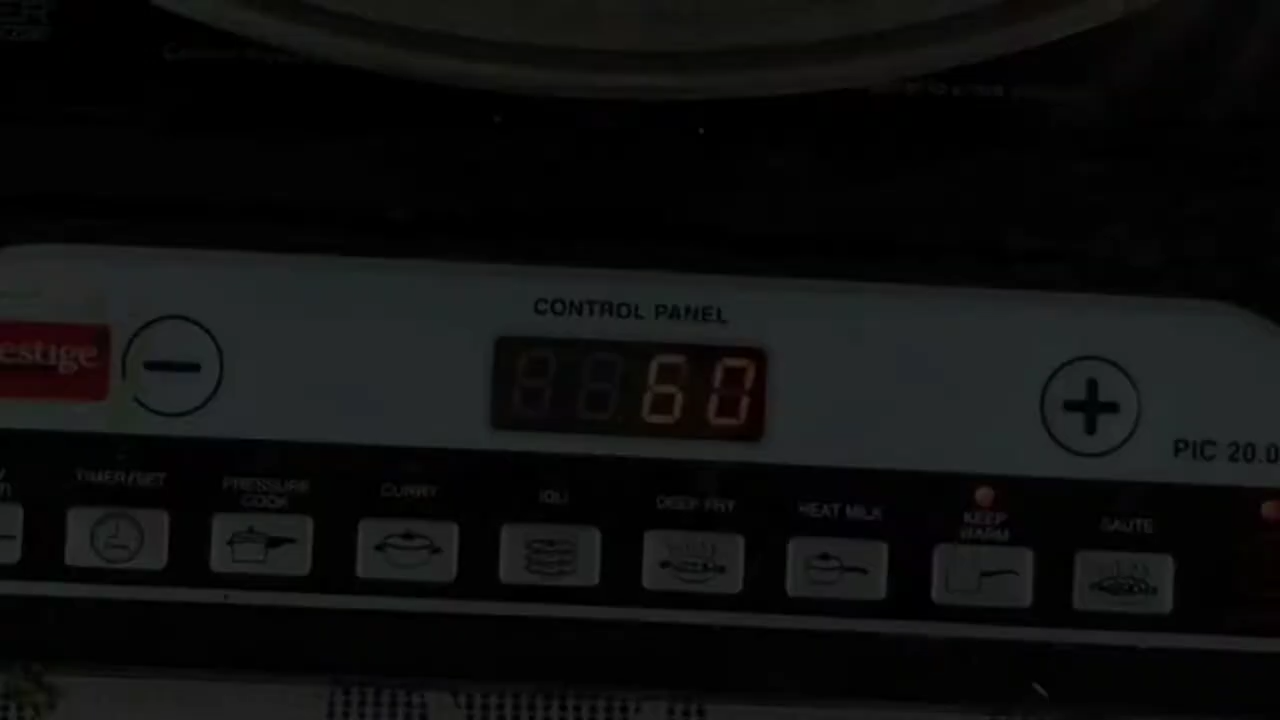 CONTROL PANEL
estige
60
PIC 20.0
TIMER/SET
PRESSURE
COOK
CURRY
IDLI
DEEP FRY
HEAT MILK
KEEP
WARM
SAUTE